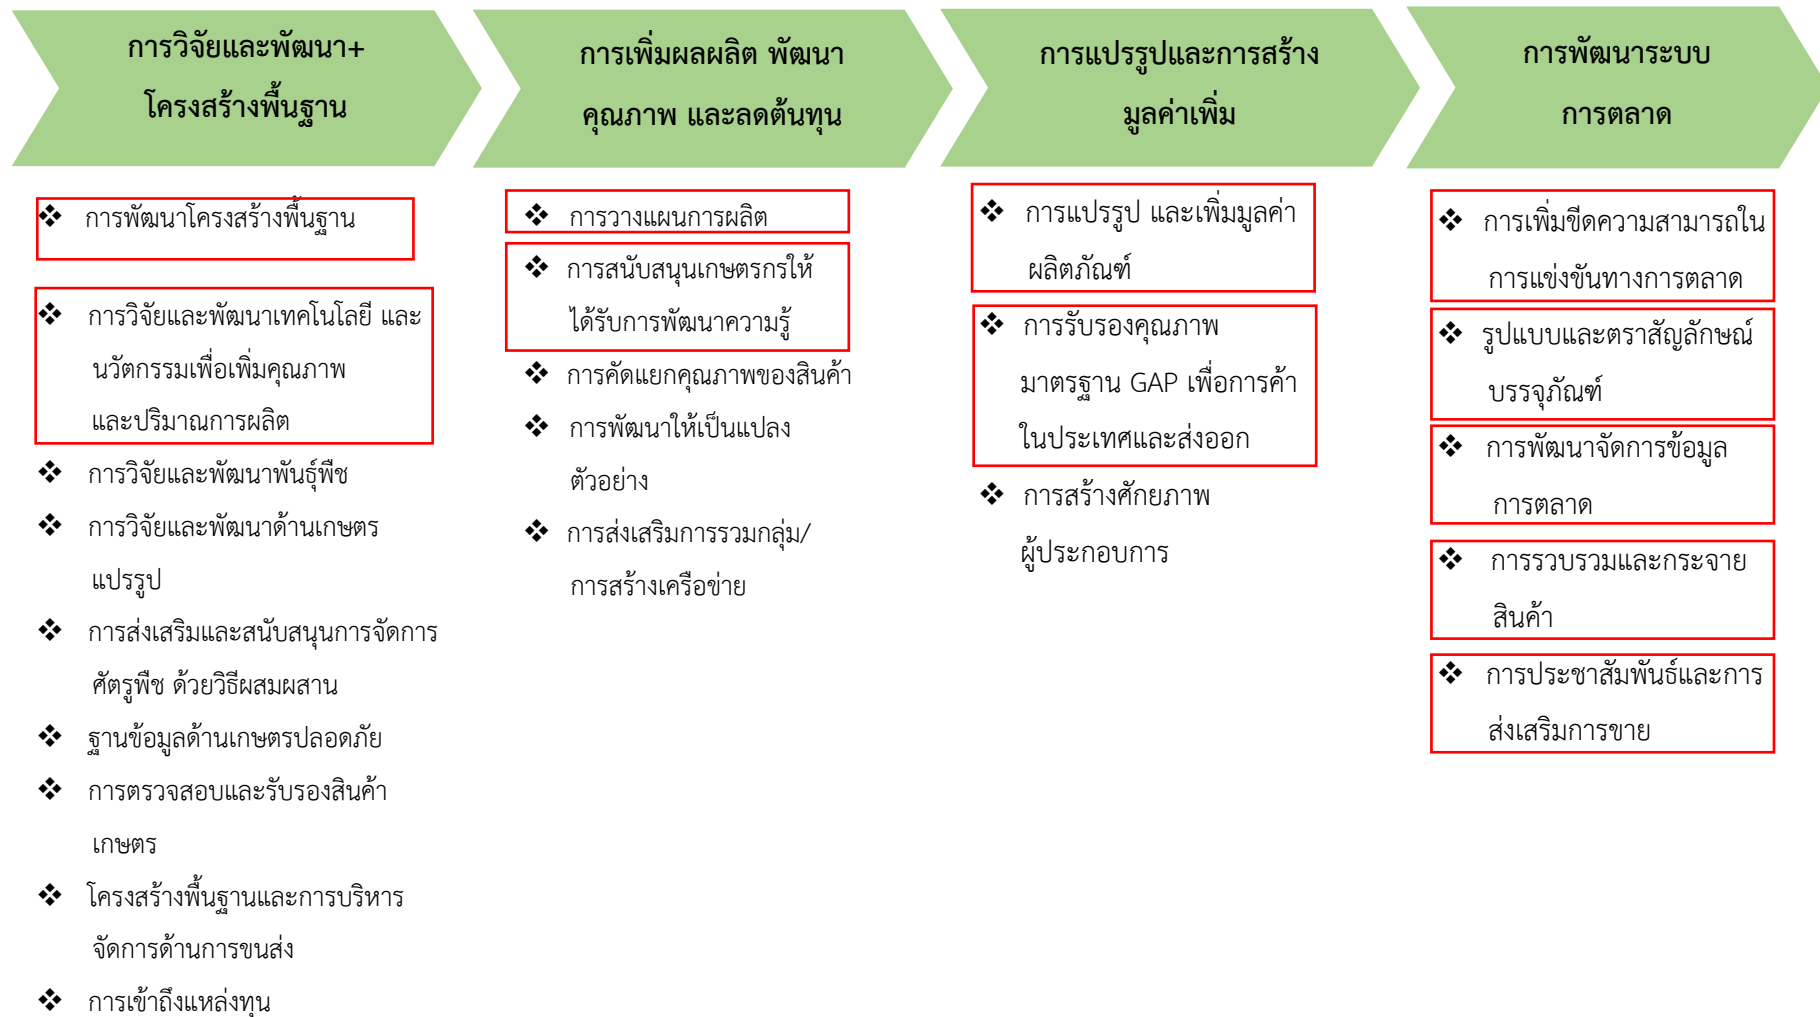 การวิจัยและพัฒนา+
โครงสร้างพื้นฐาน
❖ การพัฒนาโครงสร้างพื้นฐาน
❖ การวิจัยและพัฒนาเทคโนโลยี และ
นวัตกรรมเพื่อเพิ่มคุณภาพ
และปริมาณการผลิต
❖ การวิจัยและพัฒนาพันธุ์พืช
❖ การวิจัยและพัฒนาด้านเกษตร
แปรรูป
❖ การส่งเสริมและสนับสนุนการจัดการ
ศัตรูพืช ด้วยวิธีผสมผสาน
❖ ฐานข้อมูลด้านเกษตรปลอดภัย
❖ การตรวจสอบและรับรองสินค้า
เกษตร
❖ โครงสร้างพื้นฐานและการบริหาร
จัดการด้านการขนส่ง
❖ การเข้าถึงแหล่งทุน
การเพิ่มผลผลิต พัฒนา
คุณภาพ และลดต้นทุน
❖ การวางแผนการผลิต
❖ การสนับสนุนเกษตรกรให้
ได้รับการพัฒนาความรู้
❖ การคัดแยกคุณภาพของสินค้า
❖ การพัฒนาให้เป็นแปลง
ตัวอย่าง
❖ การส่งเสริมการรวมกลุ่ม/
การสร้างเครือข่าย
การแปรรูปและการสร้าง
มูลค่าเพิ่ม
❖ การแปรรูป และเพิ่มมูลค่า
ผลิตภัณฑ์
❖ การรับรองคุณภาพ
มาตรฐาน GAP เพื่อการค้า
ในประเทศและส่งออก
❖ การสร้างศักยภาพ
ผู้ประกอบการ
การพัฒนาระบบ
การตลาด
❖ การเพิ่มขีดความสามารถใน
การแข่งขันทางการตลาด
❖ รูปแบบและตราสัญลักษณ์
บรรจุภัณฑ์
❖ การพัฒนาจัดการข้อมูล
การตลาด
❖ การรวบรวมและกระจาย
สินค้า
❖ การประชาสัมพันธ์และการ
ส่งเสริมการขาย